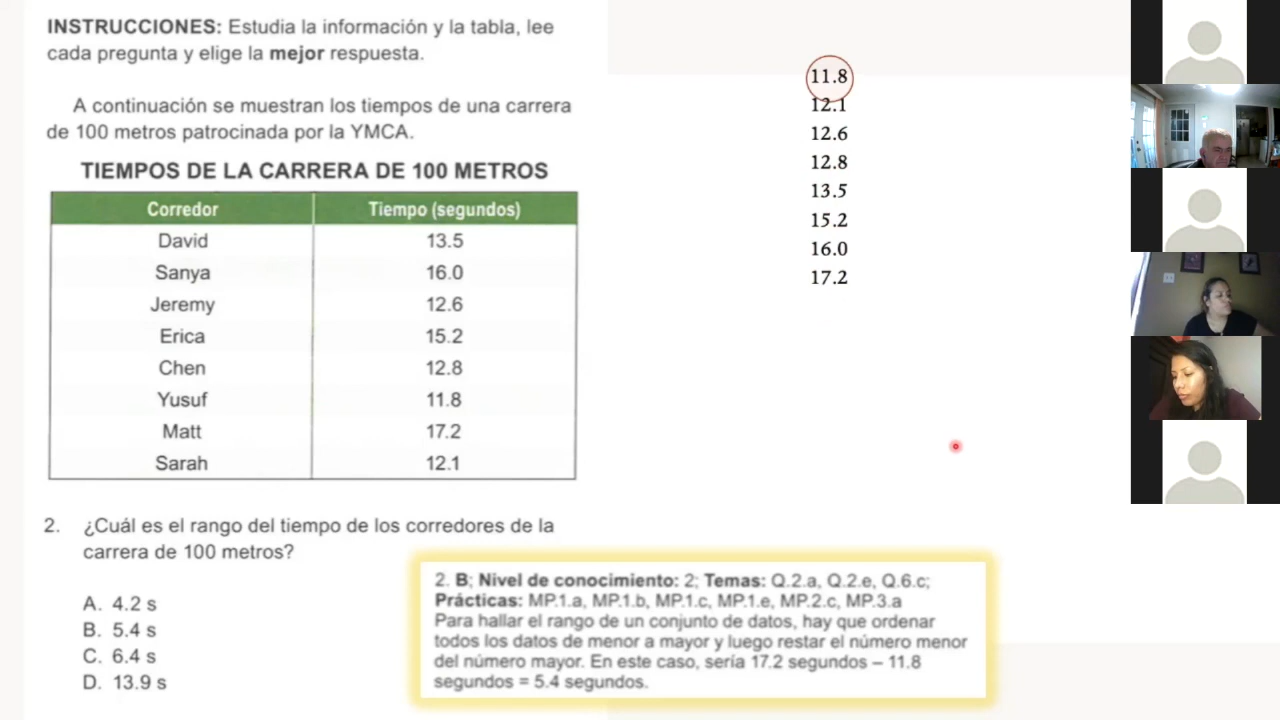 INSTRUCCIONES: Estudia la información y la tabla, lee
cada pregunta y elige la mejor respuesta.
A continuación se muestran los tiempos de una carrera
de 100 metros patrocinada por la YMCA.
TIEMPOS DE LA CARRERA DE 100 METROS
Corredor Tiempo (segundos)
David 13.5
Sanya 16.0
Jeremy 12.6
Erica 15.2
Chen 12.8
Yusuf 11.8
Matt 17.2
Sarah 12.1
2. ¿Cuál es el rango del tiempo de los corredores de la
carrera de 100 metros?
A. 4.2 s
B. 5.4 s
C. 6.4 s
D. 13.9 s
11.8
12.1
12.6
12.8
13.5
15.2
16.0
17.2
2. B; Nivel de conocimiento: 2; Temas: Q.2.a, Q.2.e, Q.6.c;
Prácticas: MP.1.a, MP.1.b, MP.1.c, MP.1.e, MP.2.c, MP.3.a
Para hallar el rango de un conjunto de datos, hay que ordenar
todos los datos de menor a mayor y luego restar el número menor
del número mayor. En este caso, sería 17.2 segundos – 11.8
segundos = 5.4 segundos.